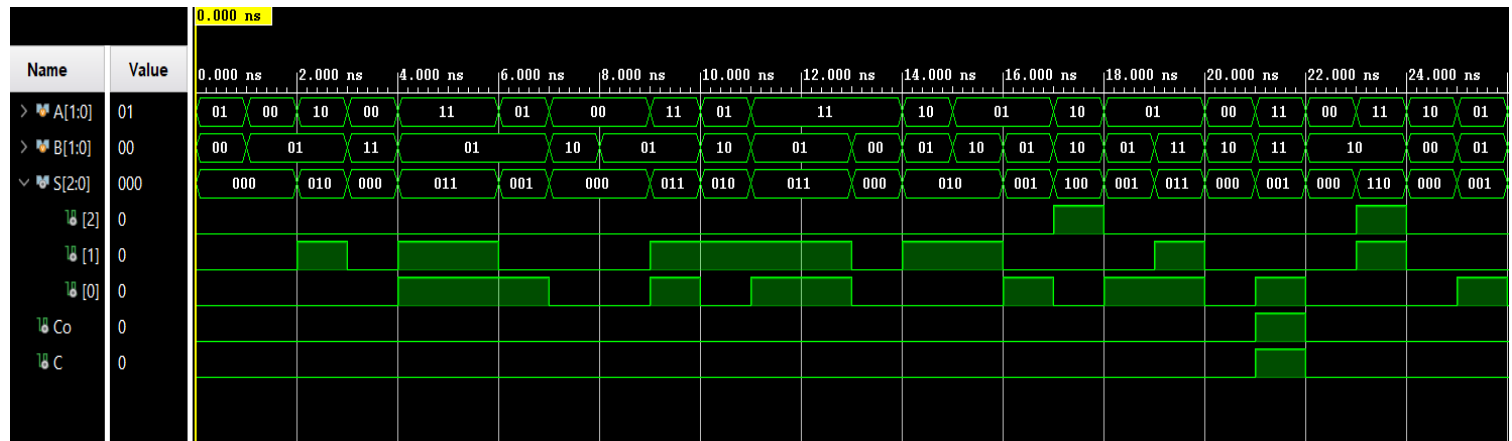 0.000 ns
Name Value 0.000 ns 2.000 ns 4.000 ns 6.000 ns 8.000 ns 10.000 ns 12.000 ns 14.000 ns 16.000 ns 18.000 ns 20.000 ns 22.000 ns 24.000 ns
A[1:0] 01 01 00 10 00 11 01 00 11 01 11 10 01 10 01 00 11 00 11 10 01
B[1:0] 00 00 01 11 01 10 01 10 01 00 01 10 01 10 01 11 10 11 10 00 01
S[2:0] 000 000 010 000 011 001 000 011 010 011 000 010 001 100 001 011 000 001 000 110 000 001
[2] 0
[1] 0
[0] 0
Co 0
C 0